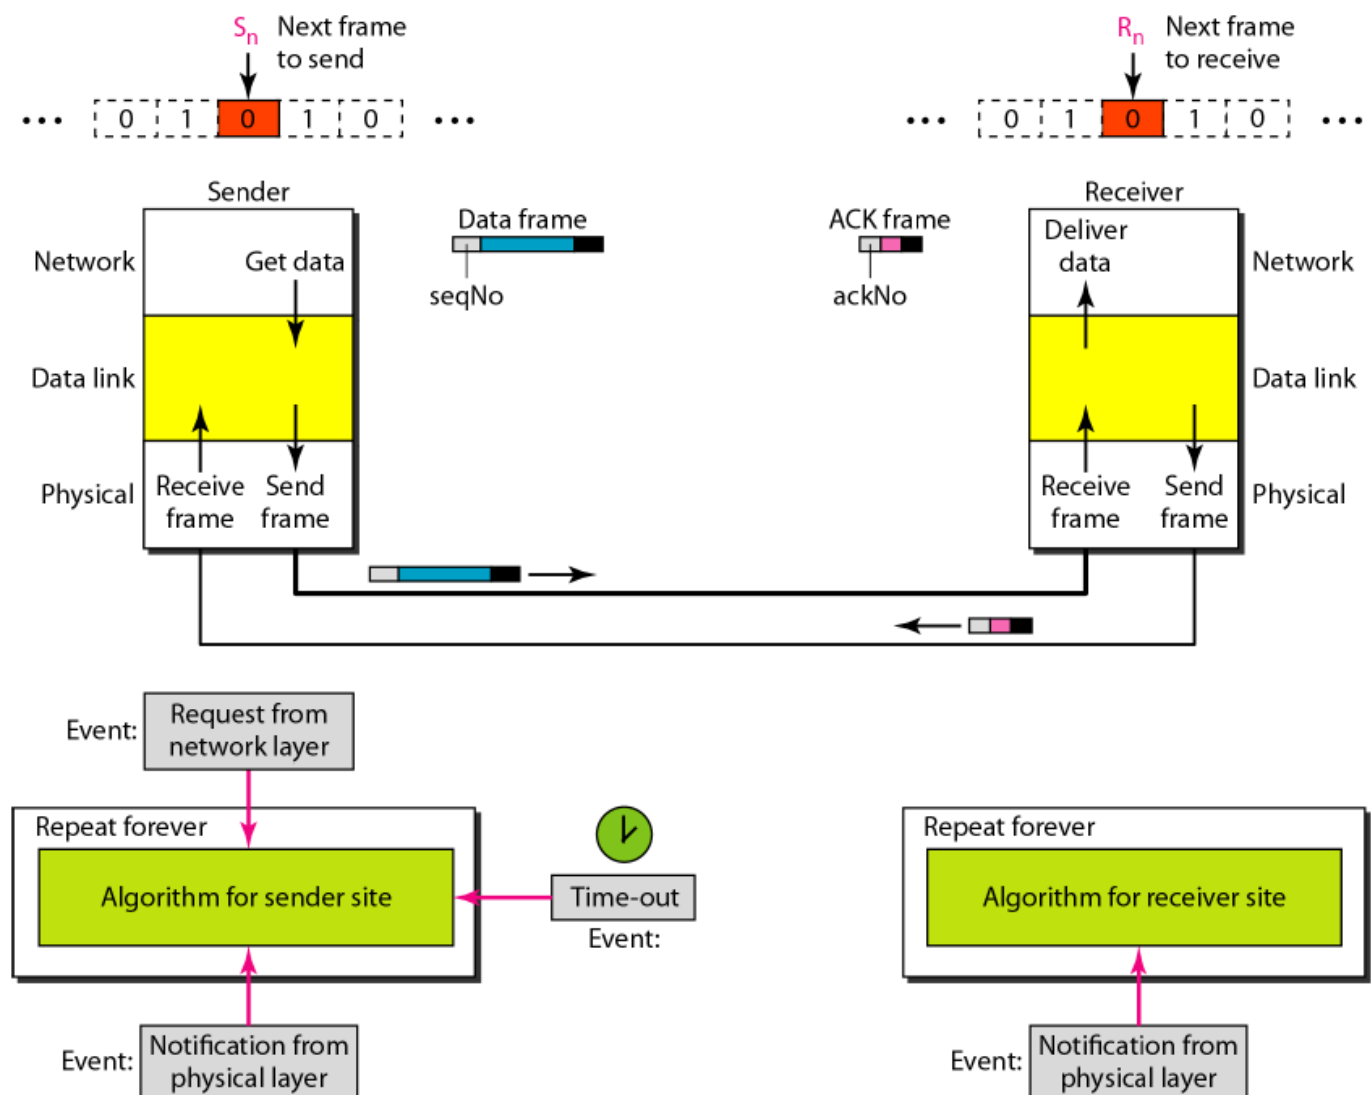 Sn Next frame
to send
Rn Next frame
to receive
••• 0 1 0 1 0 •••
••• 0 1 0 1 0 •••
Sender
Receiver
Data frame
seqNo
ACK frame
ackNo
Network
Get data
Deliver
data
Network
Data link
Data link
Physical
Receive
frame
Send
frame
Receive
frame
Send
frame
Physical
Event:
Request from
network layer
Repeat forever
Algorithm for sender site
Time-out
Event:
Repeat forever
Algorithm for receiver site
Event:
Notification from
physical layer
Event:
Notification from
physical layer